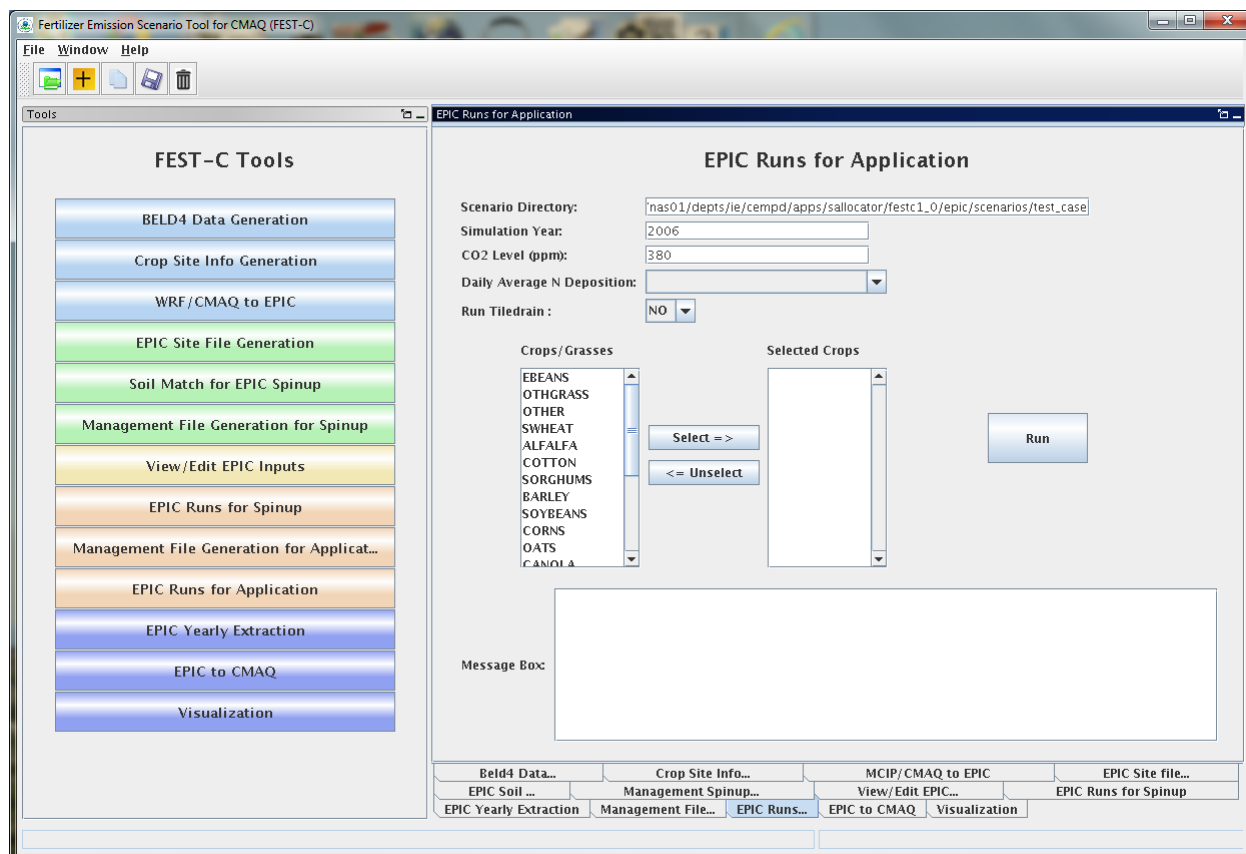 Fertilizer Emission Scenario Tool for CMAQ (FEST-C)
File Window Help
Tools
FEST-C Tools
BELD4 Data Generation
Crop Site Info Generation
WRF/CMAQ to EPIC
EPIC Site File Generation
Soil Match for EPIC Spinup
Management File Generation for Spinup
View/Edit EPIC Inputs
EPIC Runs for Spinup
Management File Generation for Applicat...
EPIC Runs for Application
EPIC Yearly Extraction
EPIC to CMAQ
Visualization
EPIC Runs for Application
EPIC Runs for Application
Scenario Directory: 'nas01/depts/ie/cempd/apps/sallocator/festc1_0/epic/scenarios/test_case
Simulation Year: 2006
CO2 Level (ppm): 380
Daily Average N Deposition:
Run Tiledrain : NO
Crops/Grasses
EBEANS
OTHGRASS
OTHER
SWHEAT
ALFALFA
COTTON
SORGHUMS
BARLEY
SOYBEANS
CORNS
OATS
CANOLA
Select =>
<= Unselect
Selected Crops
Run
Message Box:
Beld4 Data... Crop Site Info... MCIP/CMAQ to EPIC EPIC Site file...
EPIC Soil ... Management Spinup... View/Edit EPIC... EPIC Runs for Spinup
EPIC Yearly Extraction Management File... EPIC Runs... EPIC to CMAQ Visualization